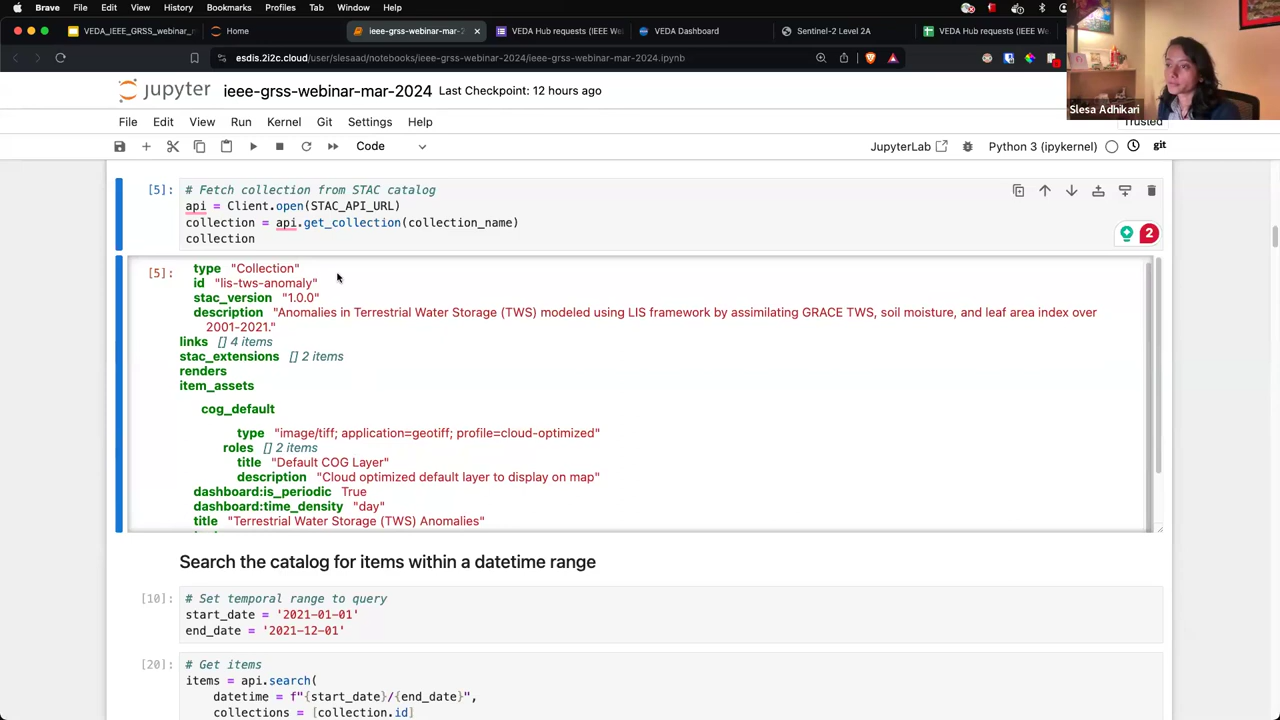 Brave File Edit View History Bookmarks Profiles Tab Window Help
VEDA_IEEE_GRSS_webinar_ Home ieee-grss-webinar-mar-2 VEDA Hub requests (IEEE We VEDA Dashboard Sentinel-2 Level 2A VEDA Hub requests (IEEE W
esdis.2i2c.cloud/user/slesaad/notebooks/ieee-grss-webinar-2024/ieee-grss-webinar-mar-2024.ipynb
jupyter ieee-grss-webinar-mar-2024 Last Checkpoint: 12 hours ago
Slesa Adhikari
File Edit View Run Kernel Git Settings Help
Trusted
Code JupyterLab Python 3 (ipykernel) git
[5]: # Fetch collection from STAC catalog
api = Client.open(STAC_API_URL)
collection = api.get_collection(collection_name)
collection
2
[5]: type "Collection"
id "lis-tws-anomaly"
stac_version "1.0.0"
description "Anomalies in Terrestrial Water Storage (TWS) modeled using LIS framework by assimilating GRACE TWS, soil moisture, and leaf area index over
2001-2021."
links [] 4 items
stac_extensions [] 2 items
renders
item_assets
cog_default
type "image/tiff; application=geotiff; profile=cloud-optimized"
roles [] 2 items
title "Default COG Layer"
description "Cloud optimized default layer to display on map"
dashboard:is_periodic True
dashboard:time_density "day"
title "Terrestrial Water Storage (TWS) Anomalies"
Search the catalog for items within a datetime range
[10]: # Set temporal range to query
start_date = '2021-01-01'
end_date = '2021-12-01'
[20]: # Get items
items = api.search(
datetime = f"{start_date}/{end_date}",
collections = [collection.id]